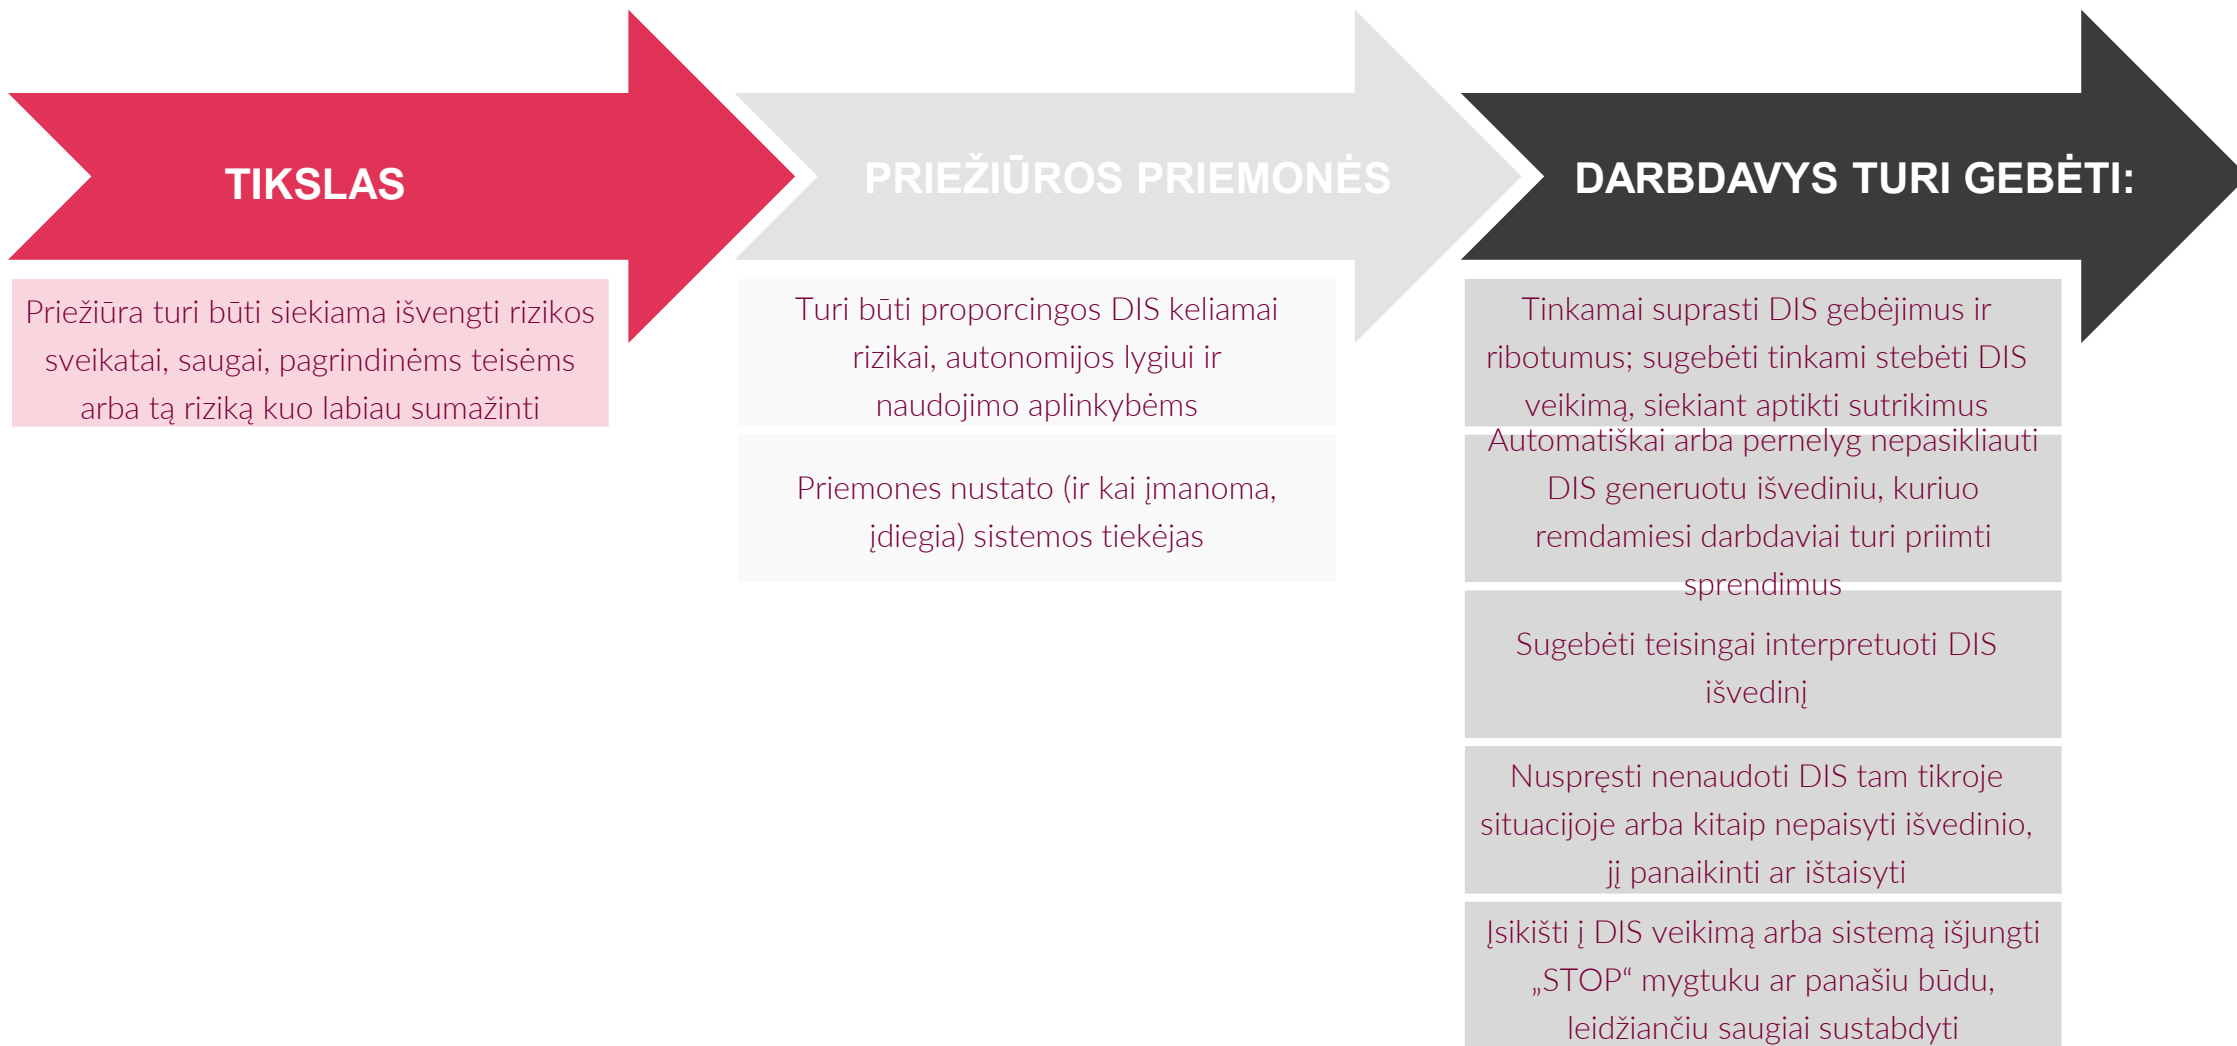 TIKSLAS
Priežiūra turi būti siekiama išvengti rizikos
sveikatai, saugai, pagrindinėms teisėms
arba tą riziką kuo labiau sumažinti
PRIEŽIŪROS PRIEMONĖS
Turi būti proporcingos DIS keliamai
rizikai, autonomijos lygiui ir
naudojimo aplinkybėms
Priemones nustato (ir kai įmanoma,
įdiegia) sistemos tiekėjas
DARBDAVYS TURI GEBĖTI:
Tinkamai suprasti DIS gebėjimus ir
ribotumus; sugebėti tinkami stebėti DIS
veikimą, siekiant aptikti sutrikimus
Automatiškai arba pernelyg nepasikliauti
DIS generuotu išvediniu, kuriuo
remdamiesi darbdaviai turi priimti
sprendimus
Sugebėti teisingai interpretuoti DIS
išvedinį
Nuspręsti nenaudoti DIS tam tikroje
situacijoje arba kitaip nepaisyti išvedinio,
jį panaikinti ar ištaisyti
Įsikišti į DIS veikimą arba sistemą išjungti
„STOP“ mygtuku ar panašiu būdu,
leidžiančiu saugiai sustabdyti